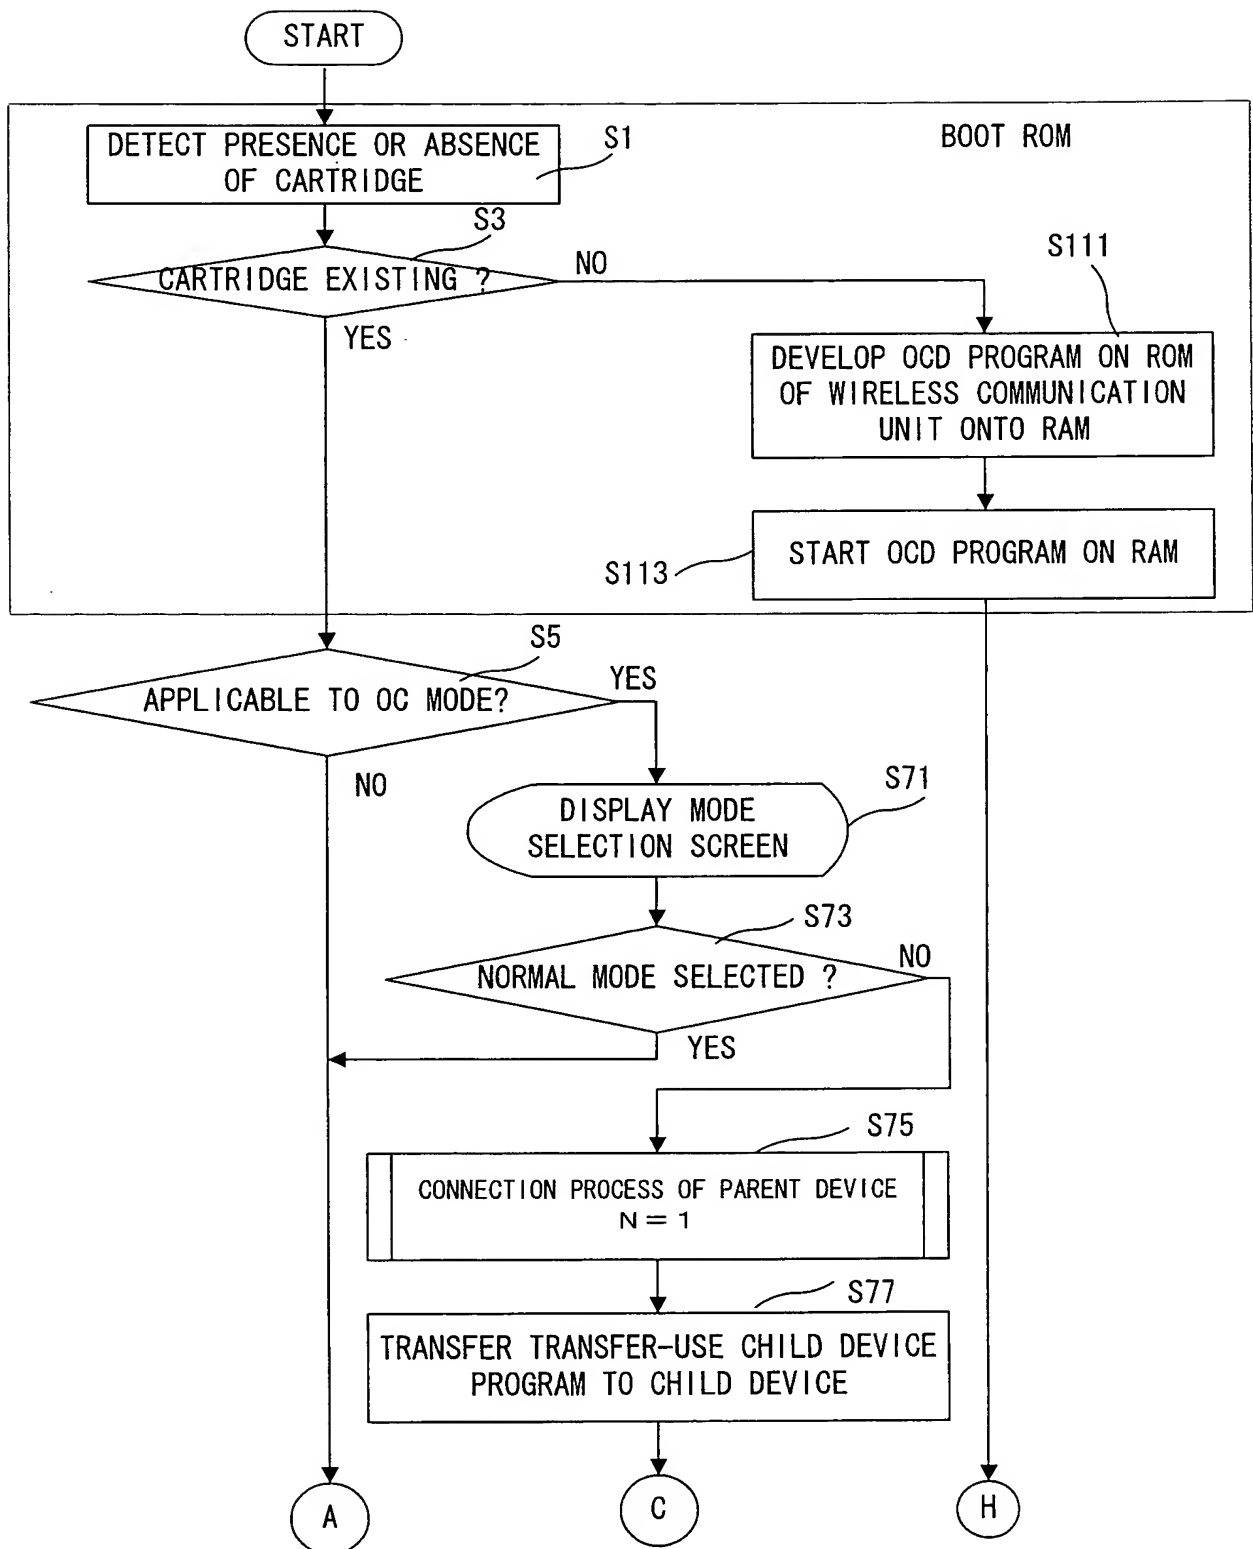 START
BOOT ROM
DETECT PRESENCE OR ABSENCE
OF CARTRIDGE
S1
S3
CARTRIDGE EXISTING ?
NO
YES
S111
DEVELOP OCD PROGRAM ON ROM
OF WIRELESS COMMUNICATION
UNIT ONTO RAM
START OCD PROGRAM ON RAM
S113
S5
APPLICABLE TO OC MODE?
YES
NO
S71
DISPLAY MODE
SELECTION SCREEN
S73
NORMAL MODE SELECTED ?
NO
YES
S75
CONNECTION PROCESS OF PARENT DEVICE
N = 1
S77
TRANSFER TRANSFER-USE CHILD DEVICE
PROGRAM TO CHILD DEVICE
A
C
H